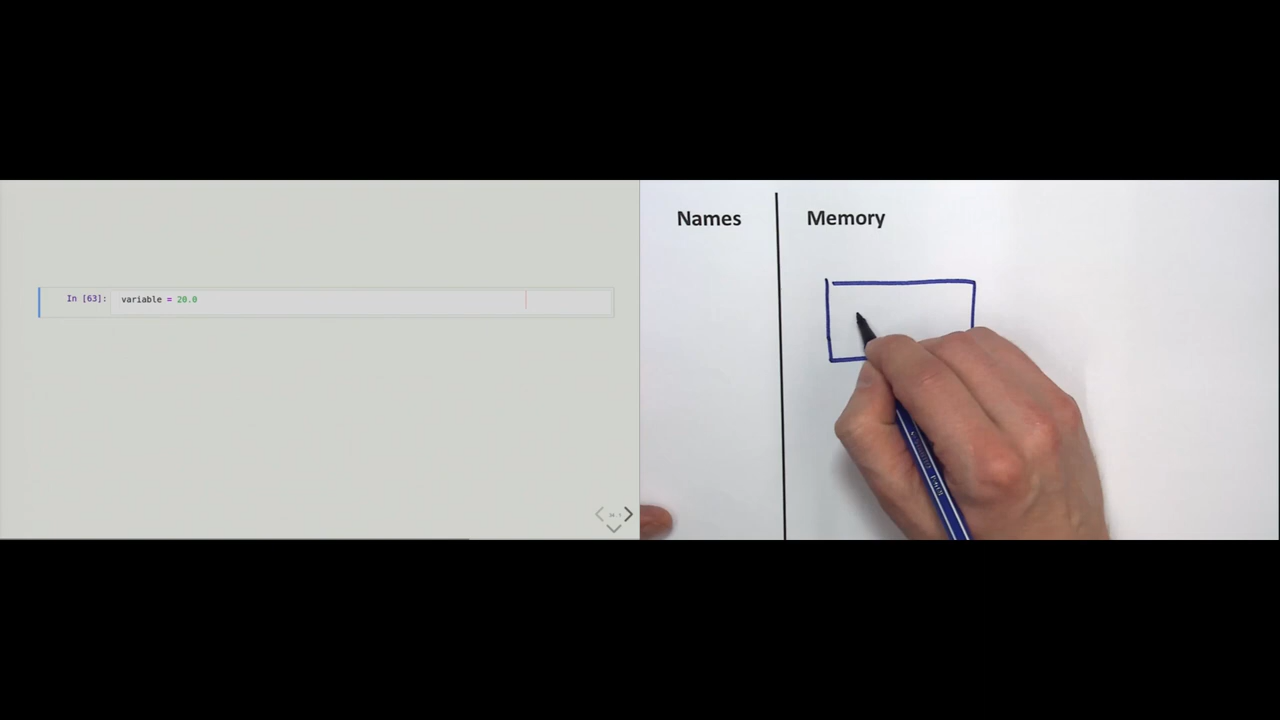 In [63]: variable = 20.0
Names Memory